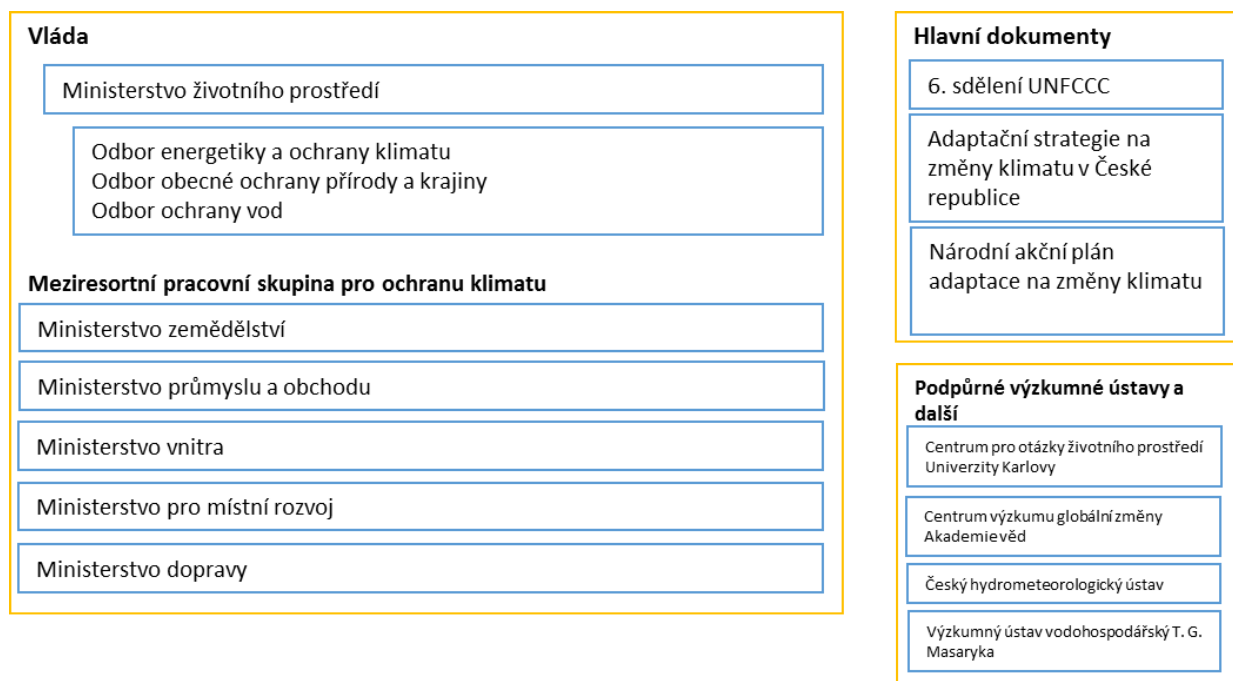 Vláda
Ministerstvo životního prostředí
Odbor energetiky a ochrany klimatu
Odbor obecné ochrany přírody a krajiny
Odbor ochrany vod
Meziresortní pracovní skupina pro ochranu klimatu
Ministerstvo zemědělství
Ministerstvo průmyslu a obchodu
Ministerstvo vnitra
Ministerstvo pro místní rozvoj
Ministerstvo dopravy
Hlavní dokumenty
6. sdělení UNFCCC
Adaptační strategie na
změny klimatu v České
republice
Národní akční plán
adaptace na změny klimatu
Podpůrné výzkumné ústavy a
další
Centrum pro otázky životního prostředí
Univerzity Karlovy
Centrum výzkumu globální změny
Akademie věd
Český hydrometeorologický ústav
Výzkumný ústav vodohospodářský T. G.
Masaryka